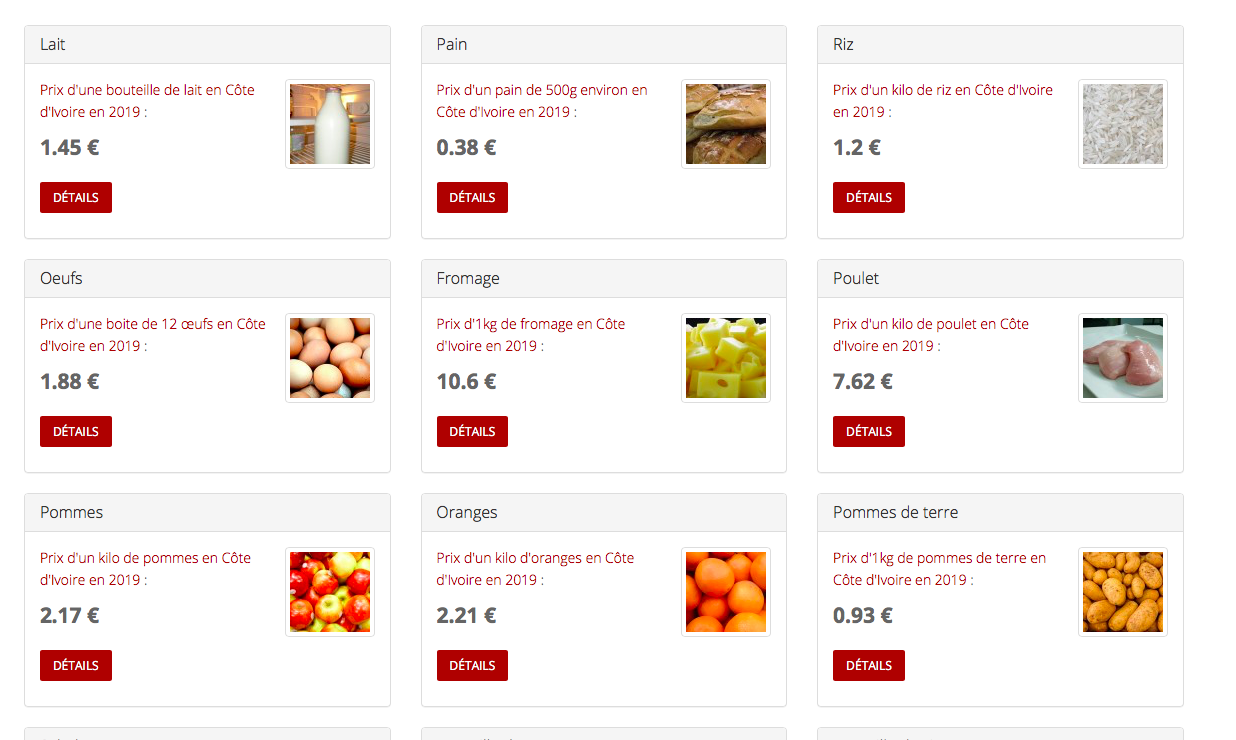 Lait
Prix d'une bouteille de lait en Côte
d'Ivoire en 2019 :
1.45 €
DÉTAILS
Pain
Prix d'un pain de 500g environ en
Côte d'Ivoire en 2019 :
0.38 €
DÉTAILS
Riz
Prix d'un kilo de riz en Côte d'Ivoire
en 2019 :
1.2 €
DÉTAILS
Oeufs
Prix d'une boite de 12 œufs en Côte
d'Ivoire en 2019 :
1.88 €
DÉTAILS
Fromage
Prix d'1kg de fromage en Côte
d'Ivoire en 2019 :
10.6 €
DÉTAILS
Poulet
Prix d'un kilo de poulet en Côte
d'Ivoire en 2019 :
7.62 €
DÉTAILS
Pommes
Prix d'un kilo de pommes en Côte
d'Ivoire en 2019 :
2.17 €
DÉTAILS
Oranges
Prix d'un kilo d'oranges en Côte
d'Ivoire en 2019 :
2.21 €
DÉTAILS
Pommes de terre
Prix d'1kg de pommes de terre en
Côte d'Ivoire en 2019 :
0.93 €
DÉTAILS